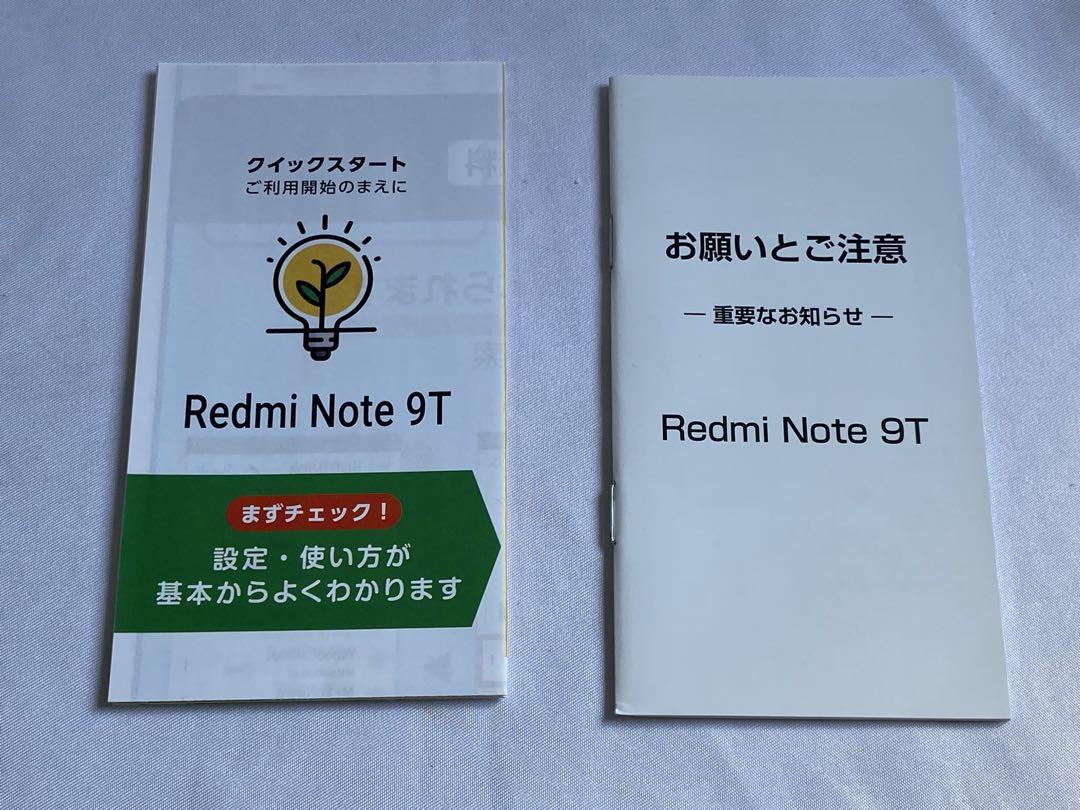 クイックスタート
ご利用開始のまえに
Redmi Note 9T
まずチェック！
設定・使い方が
基本からよくわかります
お願いとご注意
― 重要なお知らせ ―
Redmi Note 9T